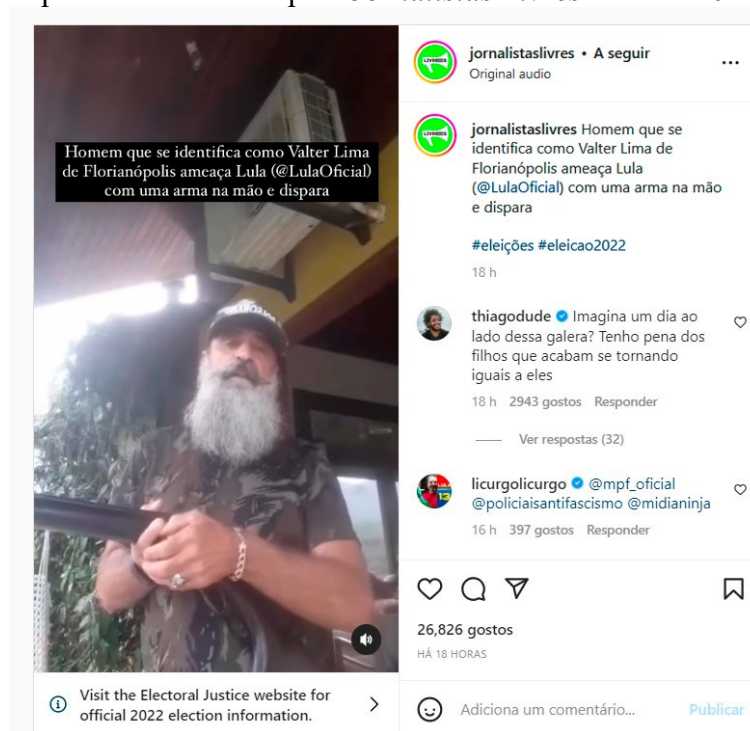 jornalistaslivres • A seguir
Original audio
...
Homem que se identifica como Valter Lima
de Florianópolis ameaça Lula (@LulaOficial)
com uma arma na mão e dispara
jornalistaslivres Homem que se
identifica como Valter Lima de
Florianópolis ameaça Lula
(@LulaOficial) com uma arma na mão
e dispara
#eleições #eleicao2022
18 h
thiagodude Imagina um dia ao
lado dessa galera? Tenho pena dos
filhos que acabam se tornando
iguais a eles
18 h 2943 gostos Responder
Ver respostas (32)
licurgolicurgo @mpf_oficial
@policiaisantifascismo @midianinja
16 h 397 gostos Responder
26,826 gostos
HÁ 18 HORAS
Visit the Electoral Justice website for
official 2022 election information.
Adiciona um comentário...
Publicar